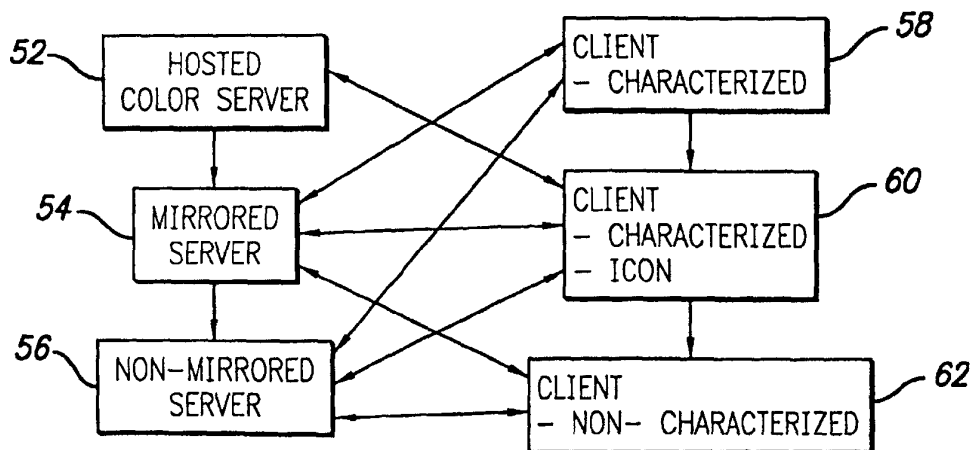 52
HOSTED
COLOR SERVER
54
MIRRORED
SERVER
56
NON-MIRRORED
SERVER
58
CLIENT
- CHARACTERIZED
60
CLIENT
- CHARACTERIZED
- ICON
62
CLIENT
- NON- CHARACTERIZED